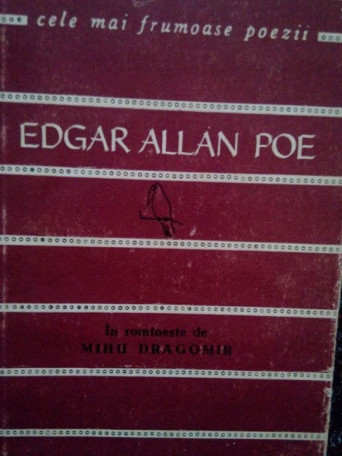 cele mai frumoase poezii
EDGAR ALLAN POE
În romînește de
MIHU DRAGOMIR